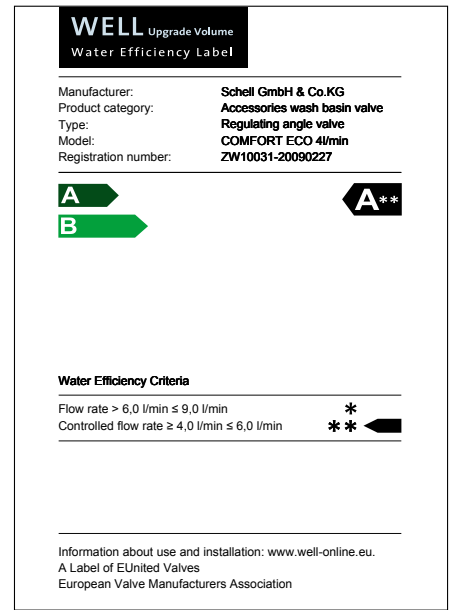 WELL Upgrade Volume
Water Efficiency Label
Manufacturer: Schell GmbH & Co.KG
Product category: Accessories wash basin valve
Type: Regulating angle valve
Model: COMFORT ECO 4l/min
Registration number: ZW10031-20090227
A A**
B
Water Efficiency Criteria
Flow rate > 6,0 l/min ≤ 9,0 l/min *
Controlled flow rate ≥ 4,0 l/min ≤ 6,0 l/min **
Information about use and installation: www.well-online.eu.
A Label of EUnited Valves
European Valve Manufacturers Association